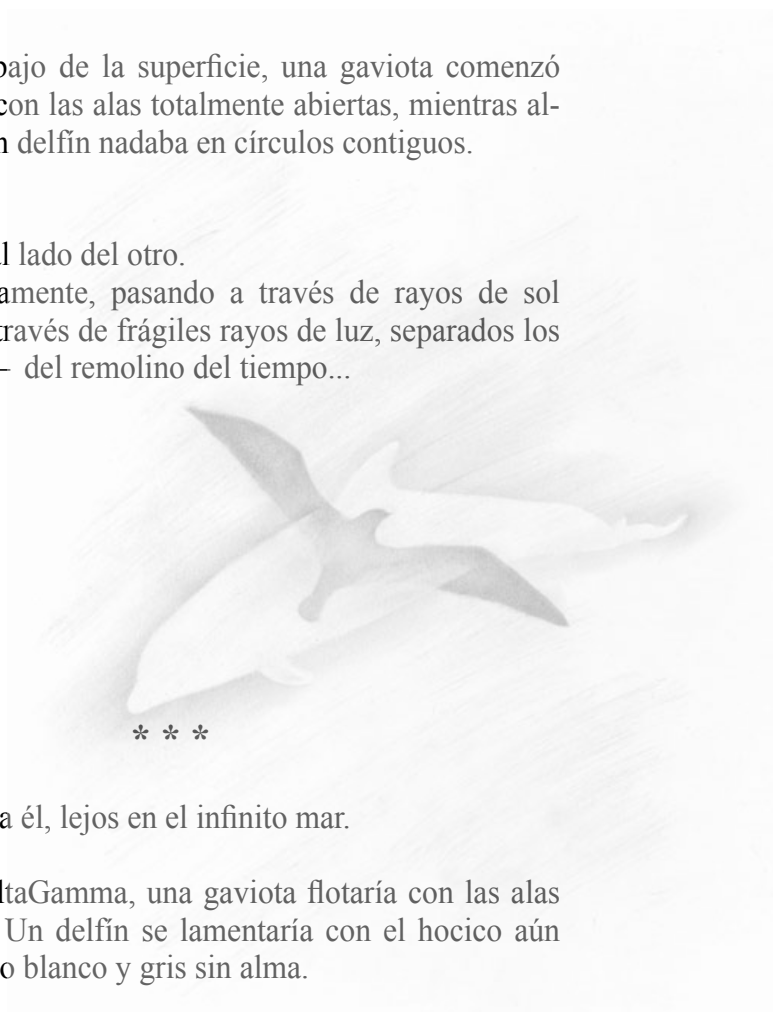 bajo de la superficie, una gaviota comenzó
con las alas totalmente abiertas, mientras al-
n delfín nadaba en círculos contiguos.
al lado del otro.
amente, pasando a través de rayos de sol
través de frágiles rayos de luz, separados los
– del remolino del tiempo...
* * *
a él, lejos en el infinito mar.
ltaGamma, una gaviota flotaría con las alas
Un delfín se lamentaría con el hocico aún
o blanco y gris sin alma.